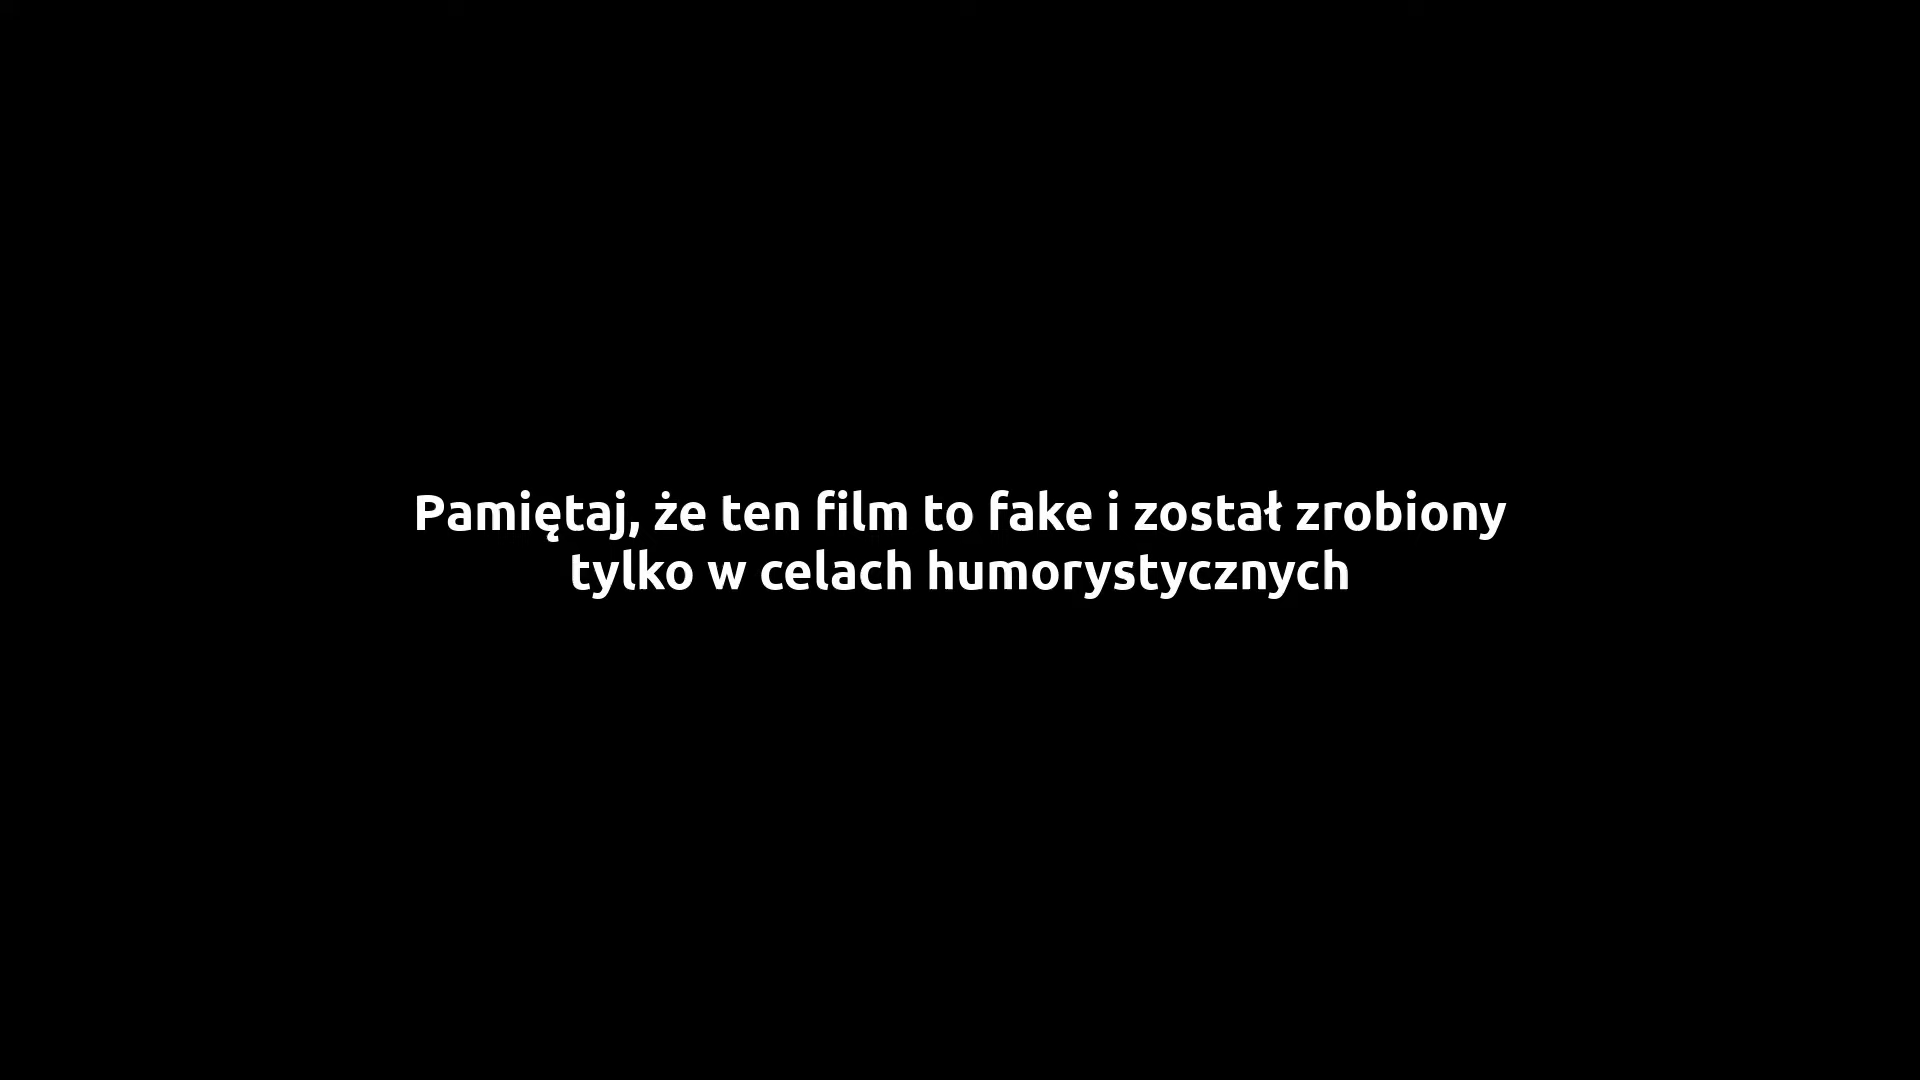 Pamiętaj, że ten film to fake i został zrobiony
tylko w celach humorystycznych